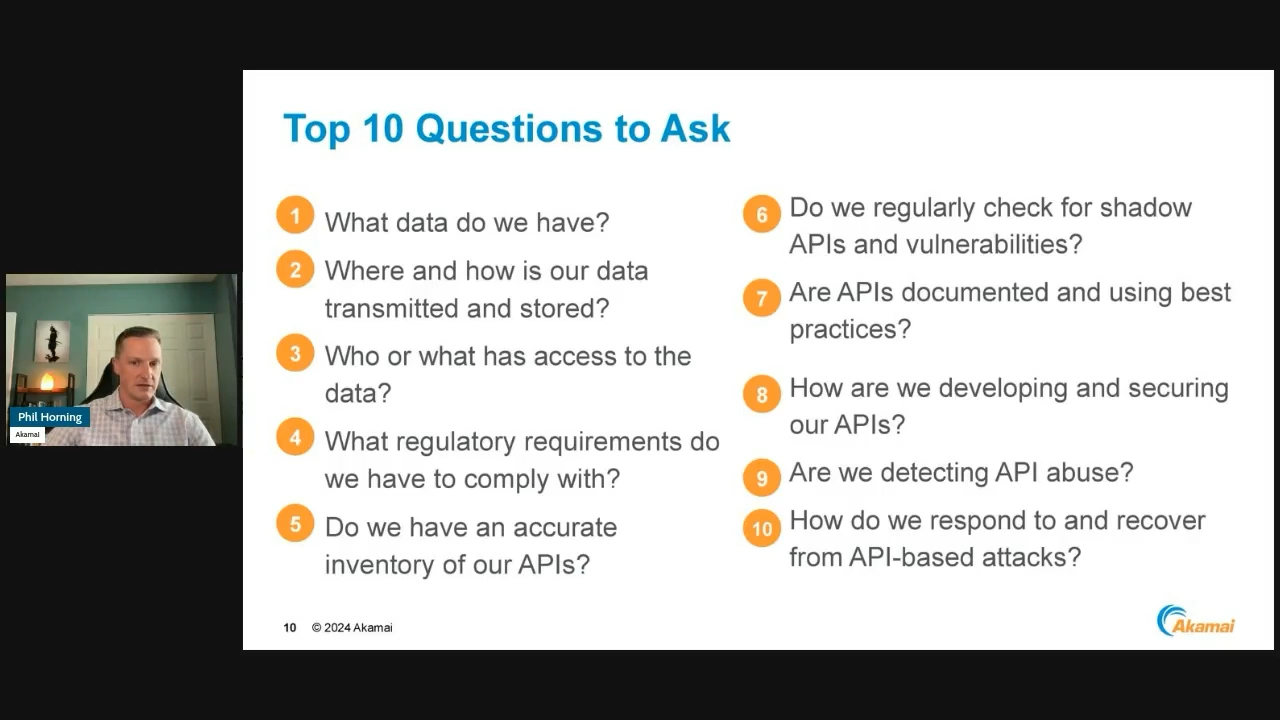 Top 10 Questions to Ask
1 What data do we have?
2 Where and how is our data
transmitted and stored?
3 Who or what has access to the
data?
4 What regulatory requirements do
we have to comply with?
5 Do we have an accurate
inventory of our APIs?
6 Do we regularly check for shadow
APIs and vulnerabilities?
7 Are APIs documented and using best
practices?
8 How are we developing and securing
our APIs?
9 Are we detecting API abuse?
10 How do we respond to and recover
from API-based attacks?
Phil Horning
Akamai
10 © 2024 Akamai
Akamai